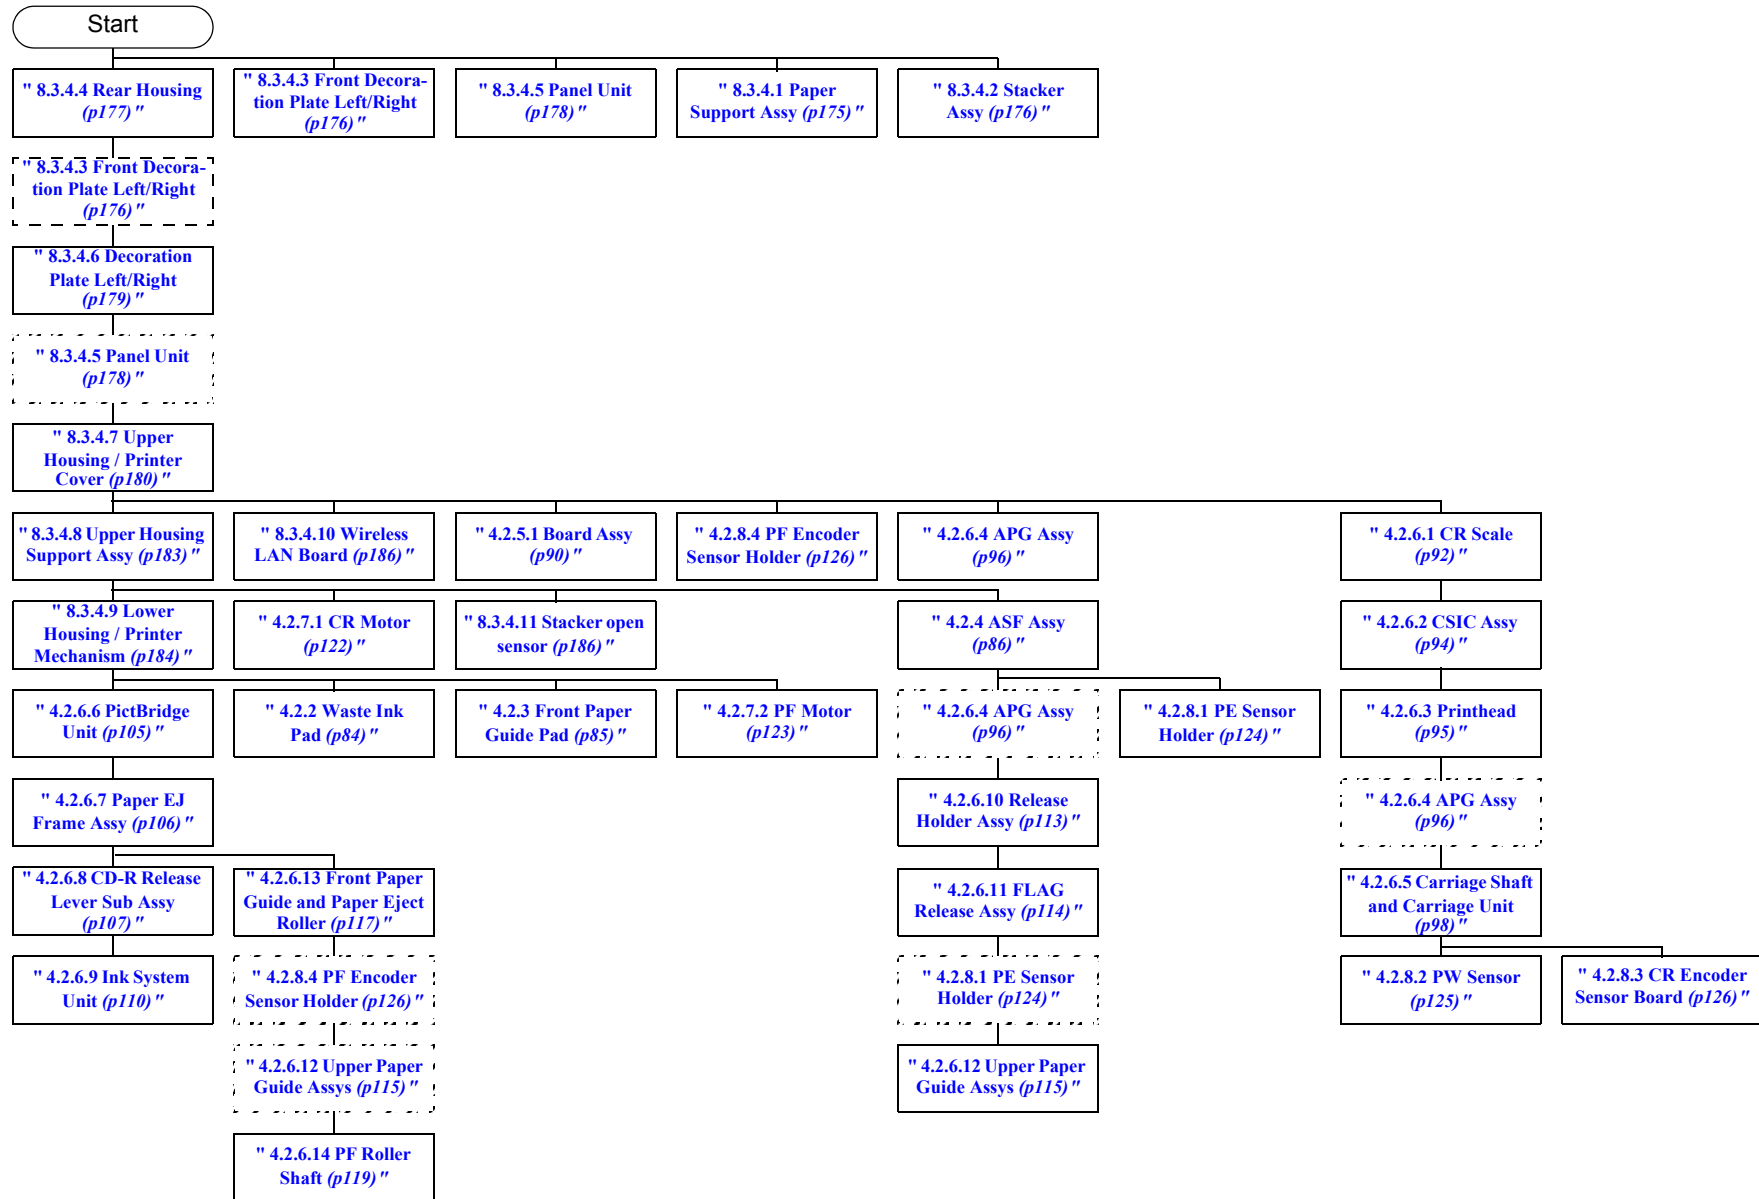 Start
" 8.3.4.4 Rear Housing
(p177)"
" 8.3.4.3 Front Decora-
tion Plate Left/Right
(p176)"
" 8.3.4.5 Panel Unit
(p178)"
" 8.3.4.1 Paper
Support Assy (p175)"
" 8.3.4.2 Stacker
Assy (p176)"
" 8.3.4.3 Front Decora-
tion Plate Left/Right
(p176)"
" 8.3.4.6 Decoration
Plate Left/Right
(p179)"
" 8.3.4.5 Panel Unit
(p178)"
" 8.3.4.7 Upper
Housing / Printer
Cover (p180)"
" 8.3.4.8 Upper Housing
Support Assy (p183)"
" 8.3.4.10 Wireless
LAN Board (p186)"
" 4.2.5.1 Board Assy
(p90)"
" 4.2.8.4 PF Encoder
Sensor Holder (p126)"
" 4.2.6.4 APG Assy
(p96)"
" 4.2.6.1 CR Scale
(p92)"
" 8.3.4.9 Lower
Housing / Printer
Mechanism (p184)"
" 4.2.7.1 CR Motor
(p122)"
" 8.3.4.11 Stacker open
sensor (p186)"
" 4.2.4 ASF Assy
(p86)"
" 4.2.6.2 CSIC Assy
(p94)"
" 4.2.6.6 PictBridge
Unit (p105)"
" 4.2.2 Waste Ink
Pad (p84)"
" 4.2.3 Front Paper
Guide Pad (p85)"
" 4.2.7.2 PF Motor
(p123)"
" 4.2.6.4 APG Assy
(p96)"
" 4.2.8.1 PE Sensor
Holder (p124)"
" 4.2.6.3 Printhead
(p95)"
" 4.2.6.7 Paper EJ
Frame Assy (p106)"
" 4.2.6.10 Release
Holder Assy (p113)"
" 4.2.6.4 APG Assy
(p96)"
" 4.2.6.8 CD-R Release
Lever Sub Assy
(p107)"
" 4.2.6.13 Front Paper
Guide and Paper Eject
Roller (p117)"
" 4.2.6.11 FLAG
Release Assy (p114)"
" 4.2.6.5 Carriage Shaft
and Carriage Unit
(p98)"
" 4.2.6.9 Ink System
Unit (p110)"
" 4.2.8.4 PF Encoder
Sensor Holder (p126)"
" 4.2.8.1 PE Sensor
Holder (p124)"
" 4.2.8.2 PW Sensor
(p125)"
" 4.2.8.3 CR Encoder
Sensor Board (p126)"
" 4.2.6.12 Upper Paper
Guide Assys (p115)"
" 4.2.6.12 Upper Paper
Guide Assys (p115)"
" 4.2.6.14 PF Roller
Shaft (p119)"